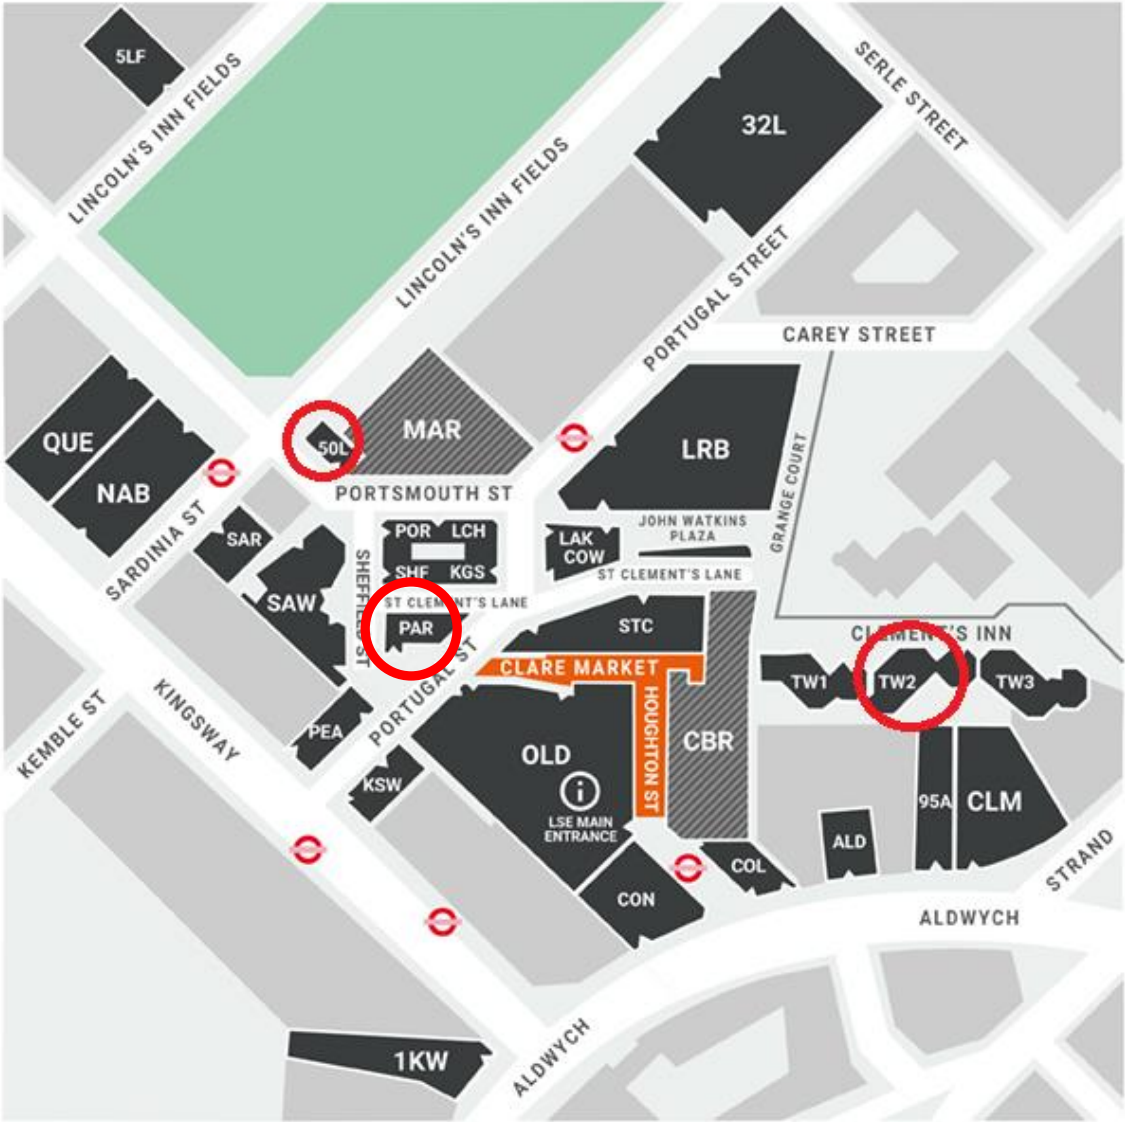 5LF
LINCOLN'S INN FIELDS
LINCOLN'S INN FIELDS
32L
SERLE STREET
PORTUGAL STREET
CAREY STREET
QUE
NAB
50L
MAR
LRB
GRANGE COURT
PORTSMOUTH ST
SARDINIA ST
SAR
SAW
SHEFFIELD ST
POR
LCH
SHF
KGS
LAK
COW
JOHN WATKINS
PLAZA
ST CLEMENT'S LANE
ST CLEMENT'S LANE
PAR
STC
CLARE MARKET
HOUGHTON ST
CLEMENT'S INN
TW1
TW2
TW3
PORTUGAL ST
PEA
KSW
KINGSWAY
KEMBLE ST
OLD
LSE MAIN
ENTRANCE
CBR
95A
CLM
ALD
COL
CON
STRAND
ALDWYCH
ALDWYCH
1KW